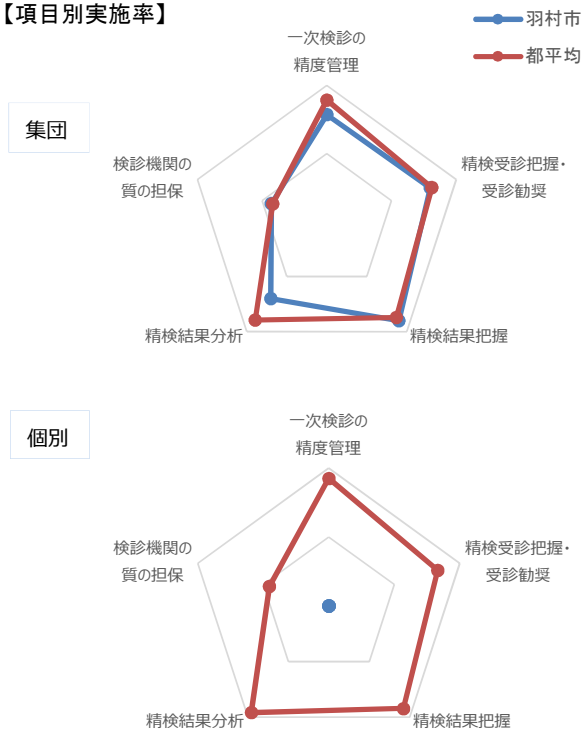 【項目別実施率】
羽村市
都平均
集団
一次検診の
精度管理
精検受診把握・
受診勧奨
精検結果把握
精検結果分析
検診機関の
質の担保
個別
一次検診の
精度管理
精検受診把握・
受診勧奨
精検結果把握
精検結果分析
検診機関の
質の担保